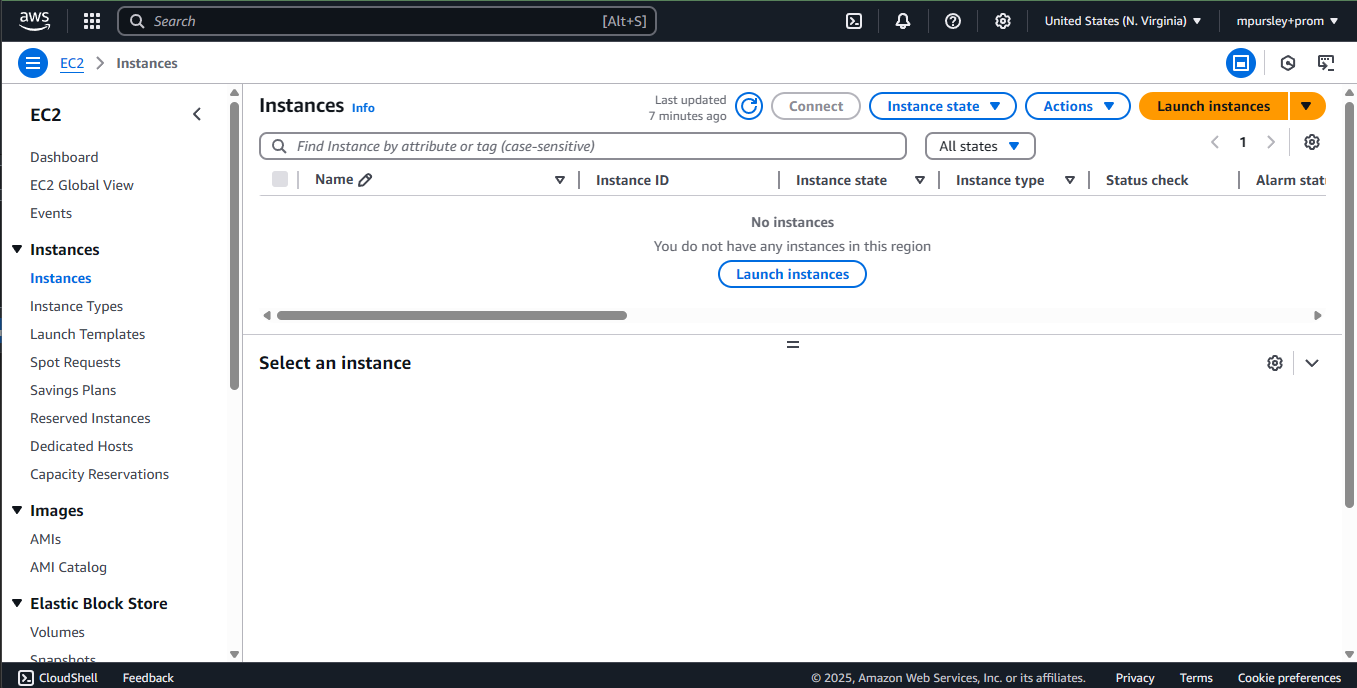 aws
Search [Alt+S]
United States (N. Virginia)
mpursley+prom
EC2
Instances
EC2
Dashboard
EC2 Global View
Events
Instances
Instances
Instance Types
Launch Templates
Spot Requests
Savings Plans
Reserved Instances
Dedicated Hosts
Capacity Reservations
Images
AMIs
AMI Catalog
Elastic Block Store
Volumes
Snapshots
Instances Info
Last updated
7 minutes ago
Connect
Instance state
Actions
Launch instances
Find Instance by attribute or tag (case-sensitive)
All states
1
Name
Instance ID
Instance state
Instance type
Status check
Alarm stat
No instances
You do not have any instances in this region
Launch instances
Select an instance
CloudShell
Feedback
© 2025, Amazon Web Services, Inc. or its affiliates.
Privacy
Terms
Cookie preferences